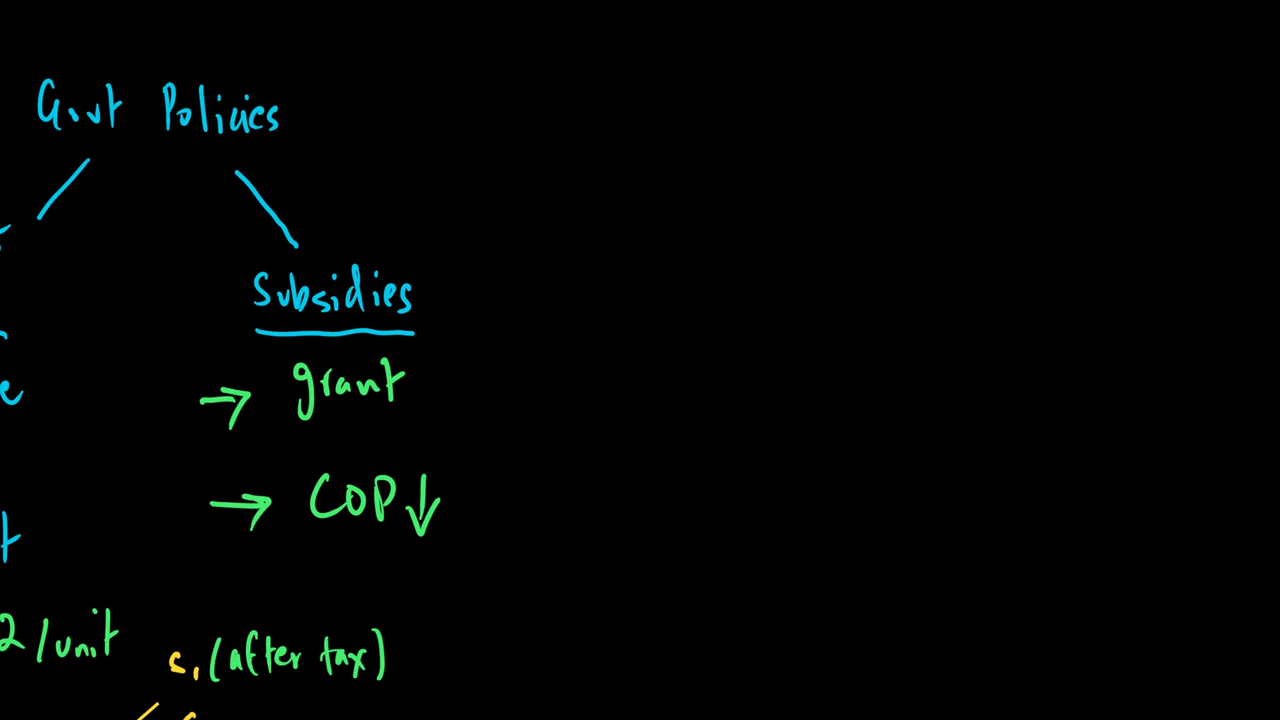 Govt Policies
Subsidies
→ grant
→ COP↓
2/unit
S₁ (after tax)